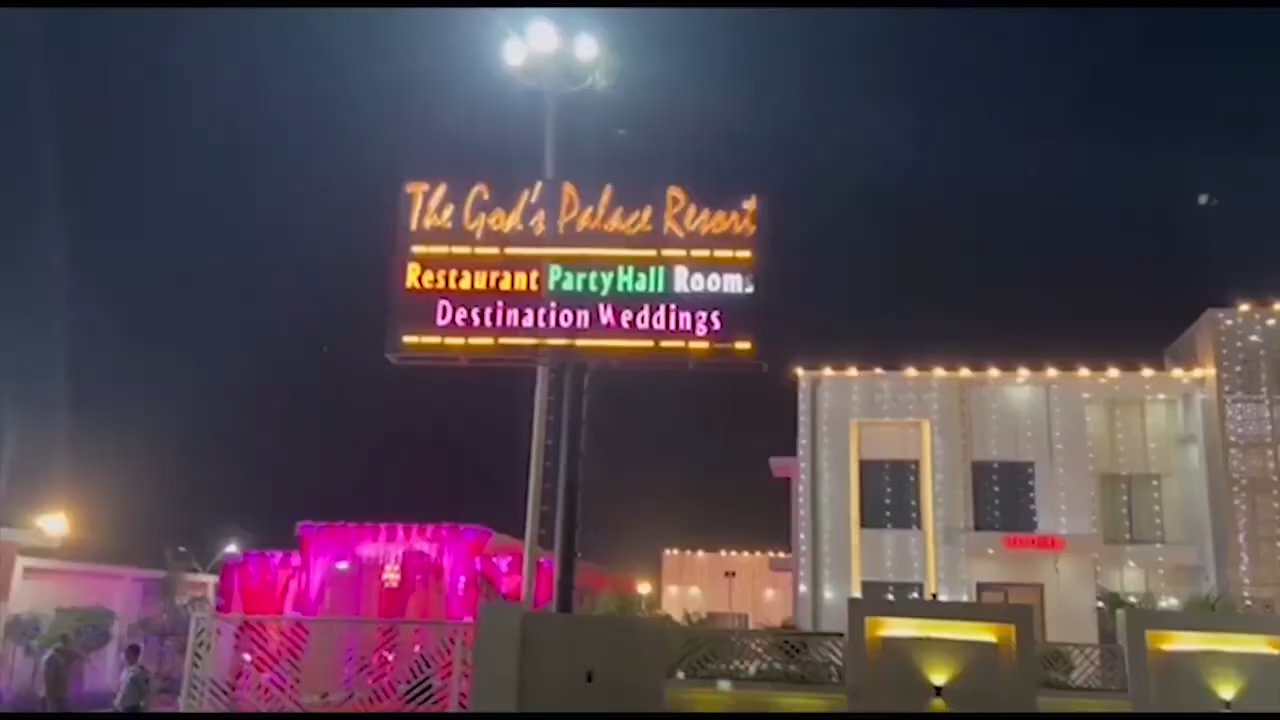 The God's Palace Resort
Restaurant PartyHall Rooms
Destination Weddings